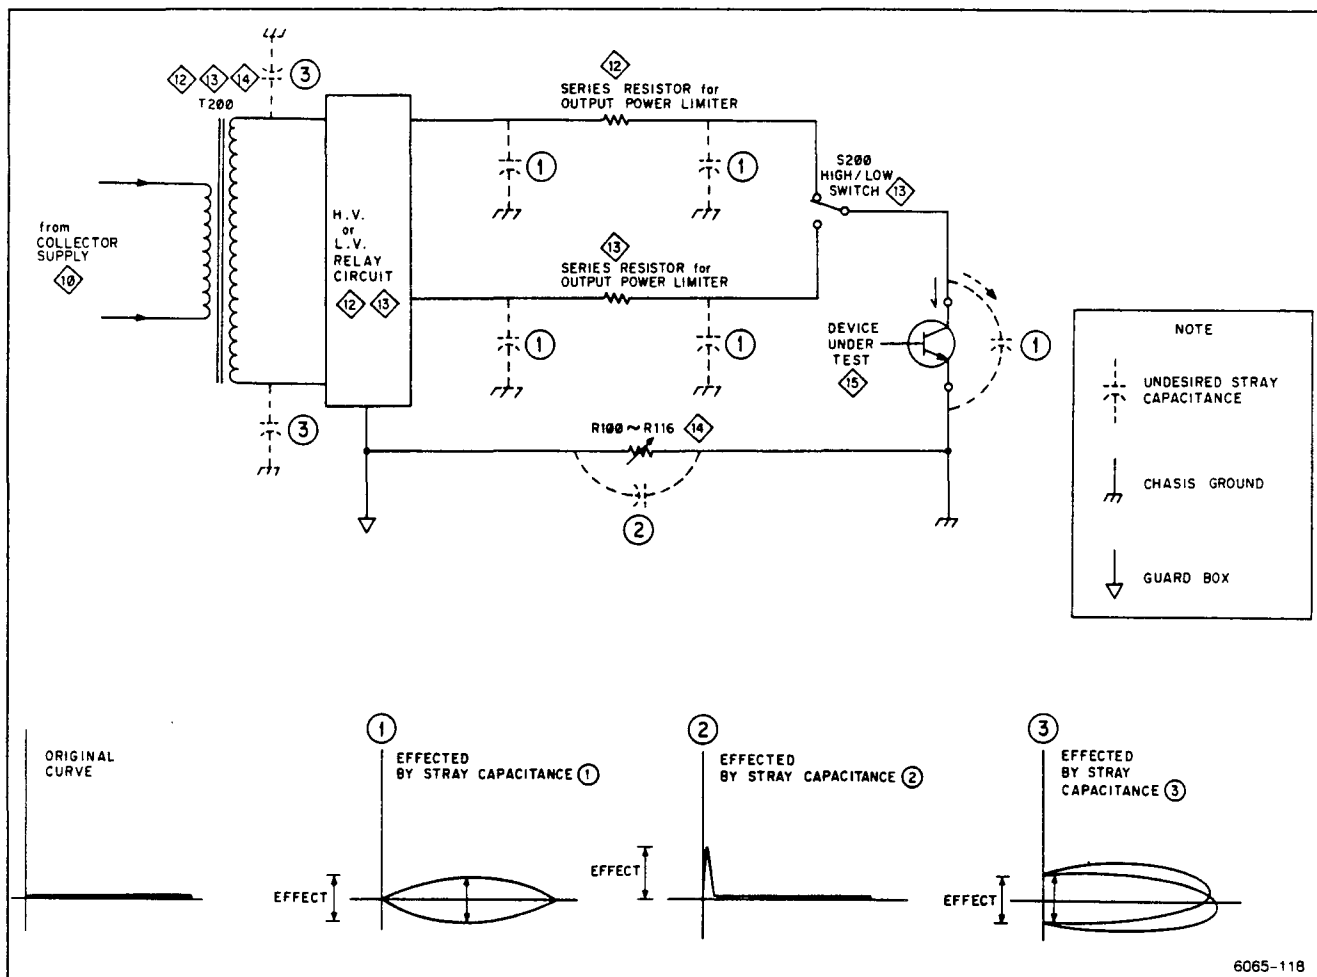 12 13 14 3
T200
from
COLLECTOR
SUPPLY
10
H.V.
or
L.V.
RELAY
CIRCUIT
12 13
3
12
SERIES RESISTOR for
OUTPUT POWER LIMITER
1
1
13
SERIES RESISTOR for
OUTPUT POWER LIMITER
1
1
S200
HIGH/LOW
SWITCH 13
DEVICE
UNDER
TEST
15
1
R100~R116 14
2
NOTE
UNDESIRED STRAY
CAPACITANCE
CHASIS GROUND
GUARD BOX
ORIGINAL
CURVE
1
EFFECTED
BY STRAY CAPACITANCE 1
EFFECT
2
EFFECTED
BY STRAY CAPACITANCE 2
EFFECT
3
EFFECTED
BY STRAY
CAPACITANCE 3
EFFECT
6065-118